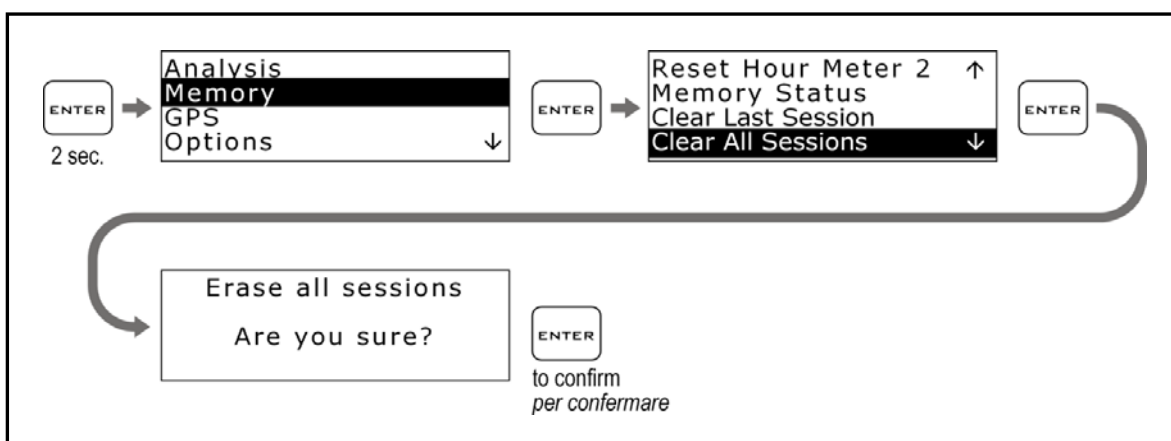 ENTER
2 sec.
Analysis
Memory
GPS
Options ↓
ENTER
Reset Hour Meter 2 ↑
Memory Status
Clear Last Session
Clear All Sessions ↓
ENTER
Erase all sessions
Are you sure?
ENTER
to confirm
per confermare